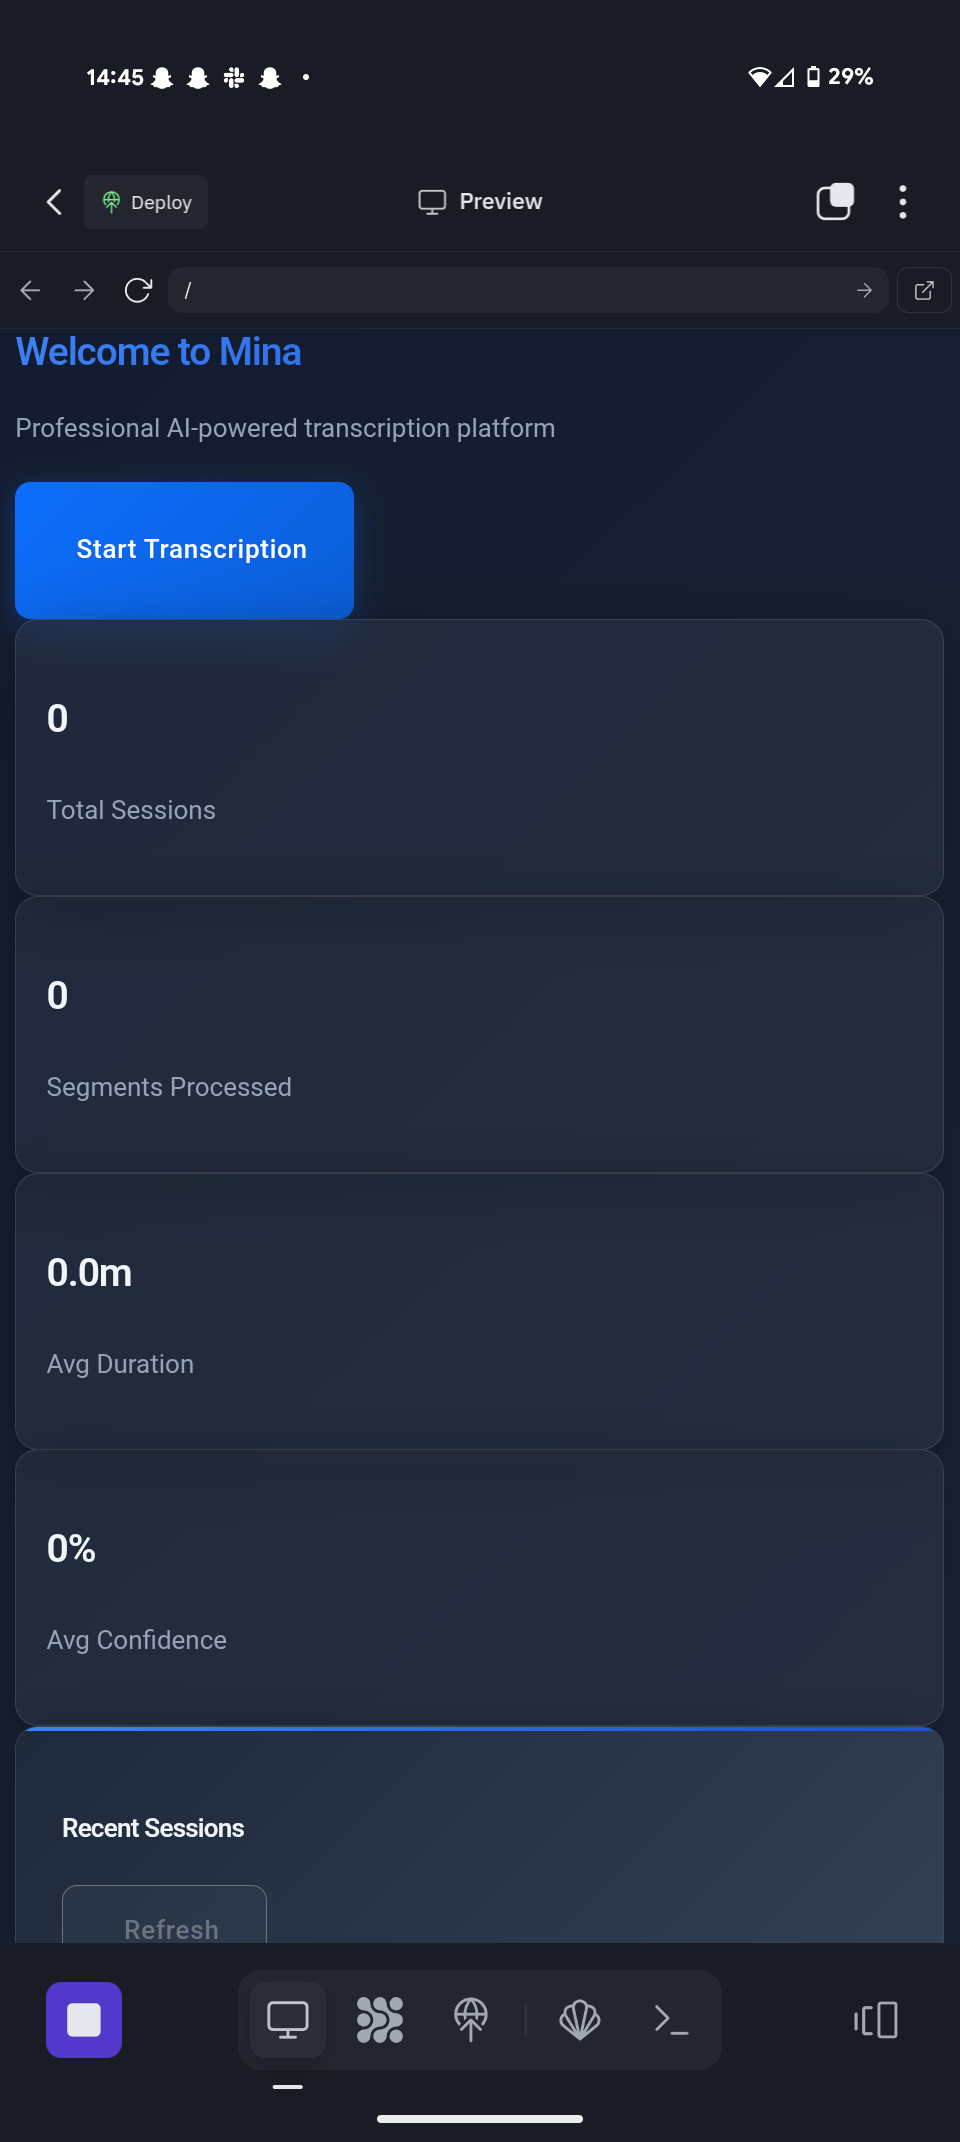 14:45
29%
Deploy
Preview
/
Welcome to Mina
Professional AI-powered transcription platform
Start Transcription
0
Total Sessions
0
Segments Processed
0.0m
Avg Duration
0%
Avg Confidence
Recent Sessions
Refresh